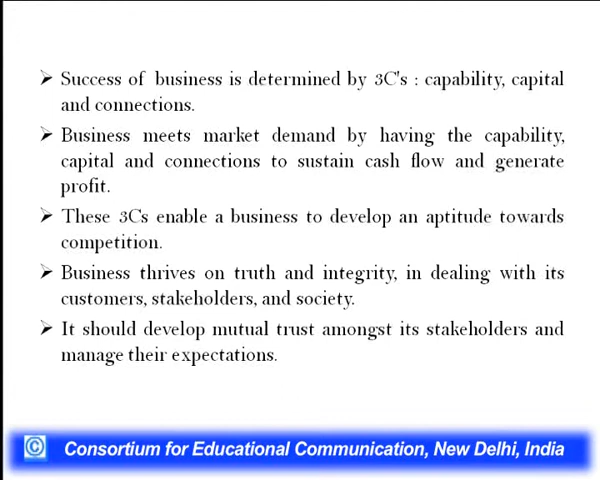 ➢ Success of business is determined by 3C's : capability, capital
and connections.
➢ Business meets market demand by having the capability,
capital and connections to sustain cash flow and generate
profit.
➢ These 3Cs enable a business to develop an aptitude towards
competition.
➢ Business thrives on truth and integrity, in dealing with its
customers, stakeholders, and society.
➢ It should develop mutual trust amongst its stakeholders and
manage their expectations.
© Consortium for Educational Communication, New Delhi, India